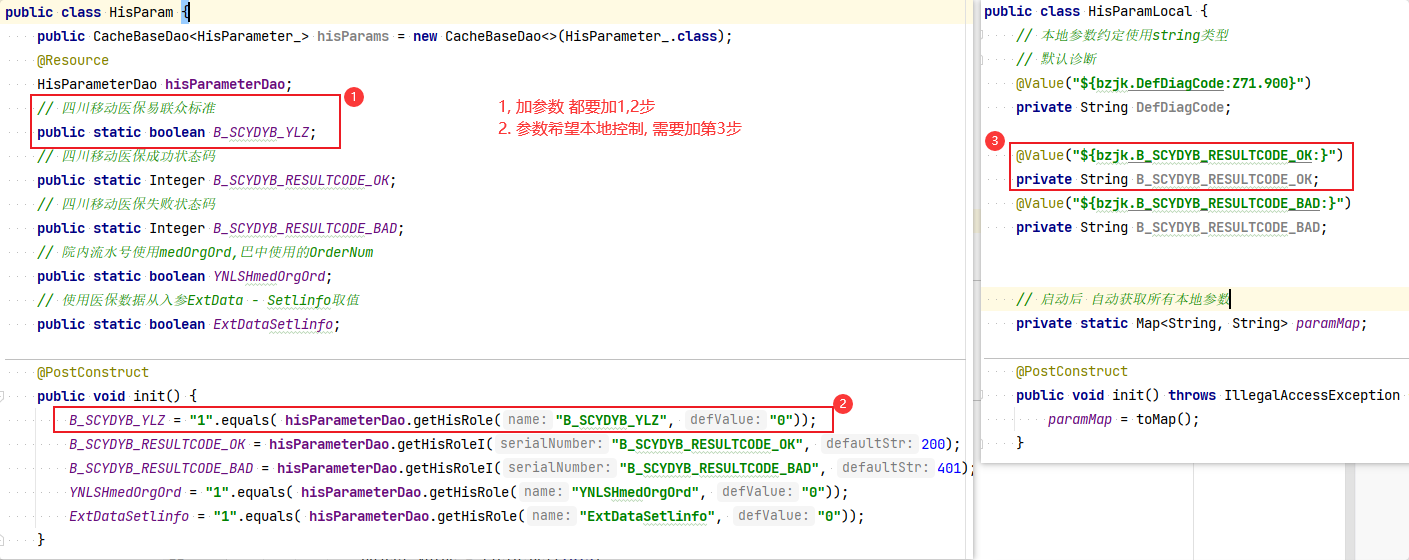 public class HisParam {
public CacheBaseDao<HisParameter_> hisParams = new CacheBaseDao<>(HisParameter_.class);
@Resource
HisParameterDao hisParameterDao;
// 四川移动医保易联众标准
public static boolean B_SCYDYB_YLZ;
// 四川移动医保成功状态码
public static Integer B_SCYDYB_RESULTCODE_OK;
// 四川移动医保失败状态码
public static Integer B_SCYDYB_RESULTCODE_BAD;
// 院内流水号使用medOrgOrd,巴中使用的OrderNum
public static boolean YNLSHmedOrgOrd;
// 使用医保数据从入参ExtData - Setlinfo取值
public static boolean ExtDataSetlinfo;
@PostConstruct
public void init() {
B_SCYDYB_YLZ = "1".equals( hisParameterDao.getHisRole( name: "B_SCYDYB_YLZ", defValue: "0"));
B_SCYDYB_RESULTCODE_OK = hisParameterDao.getHisRoleI( serialNumber: "B_SCYDYB_RESULTCODE_OK", defaultStr: 200);
B_SCYDYB_RESULTCODE_BAD = hisParameterDao.getHisRoleI( serialNumber: "B_SCYDYB_RESULTCODE_BAD", defaultStr: 401);
YNLSHmedOrgOrd = "1".equals( hisParameterDao.getHisRole( name: "YNLSHmedOrgOrd", defValue: "0"));
ExtDataSetlinfo = "1".equals( hisParameterDao.getHisRole( name: "ExtDataSetlinfo", defValue: "0"));
}
1
1, 加参数 都要加1,2步
2. 参数希望本地控制, 需要加第3步
2
public class HisParamLocal {
// 本地参数约定使用string类型
// 默认诊断
@Value("${bzjk.DefDiagCode:Z71.900}")
private String DefDiagCode;
3
@Value("${bzjk.B_SCYDYB_RESULTCODE_OK:}")
private String B_SCYDYB_RESULTCODE_OK;
@Value("${bzjk.B_SCYDYB_RESULTCODE_BAD:}")
private String B_SCYDYB_RESULTCODE_BAD;
// 启动后 自动获取所有本地参数
private static Map<String, String> paramMap;
@PostConstruct
public void init() throws IllegalAccessException
paramMap = toMap();
}